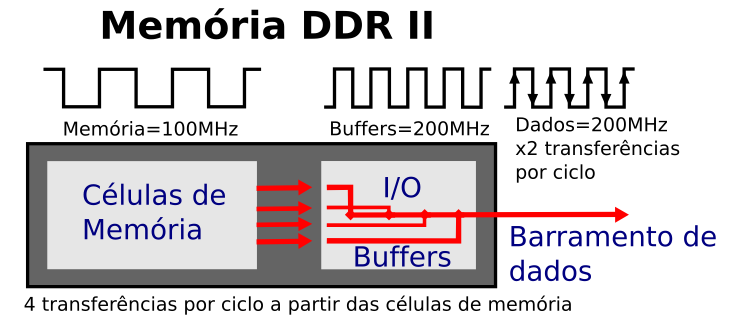 Memória DDR II
Memória=100MHz
Buffers=200MHz
Dados=200MHz
x2 transferências
por ciclo
Células de
Memória
I/O
Buffers
Barramento de
dados
4 transferências por ciclo a partir das células de memória